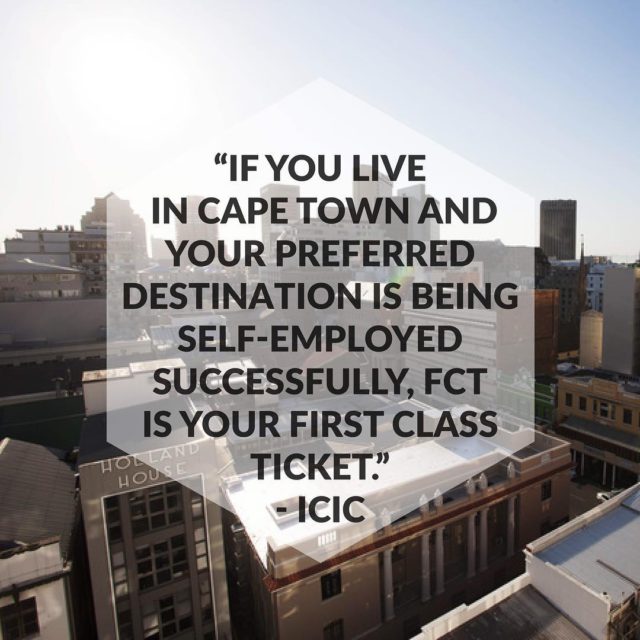 “IF YOU LIVE
IN CAPE TOWN AND
YOUR PREFERRED
DESTINATION IS BEING
SELF-EMPLOYED
SUCCESSFULLY, FCT
IS YOUR FIRST CLASS
TICKET.”
- ICIC
HOLLAND
HOUSE